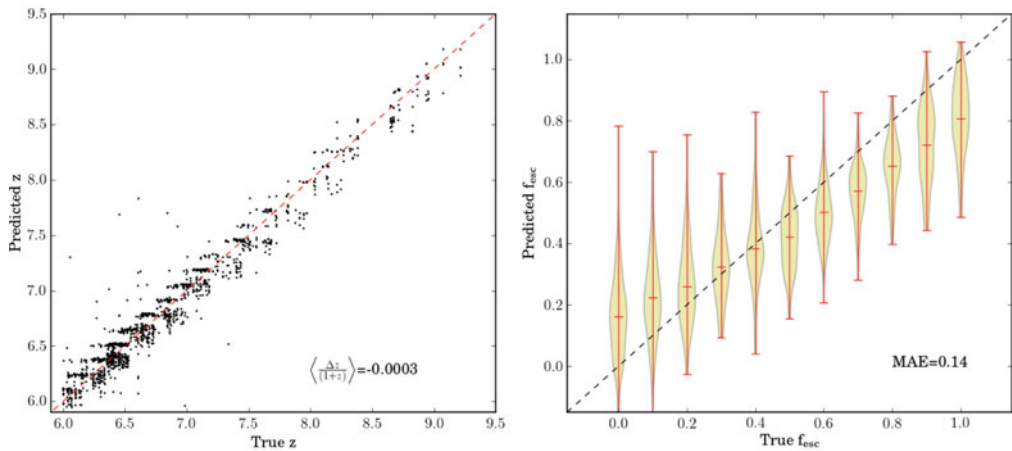 9.5
9.0
8.5
8.0
7.5
7.0
6.5
6.0
Predicted z
6.0 6.5 7.0 7.5 8.0 8.5 9.0 9.5
True z
⟨Δz/(1+z)⟩=-0.0003
1.0
0.8
0.6
0.4
0.2
0.0
Predicted f_esc
0.0 0.2 0.4 0.6 0.8 1.0
True f_esc
MAE=0.14